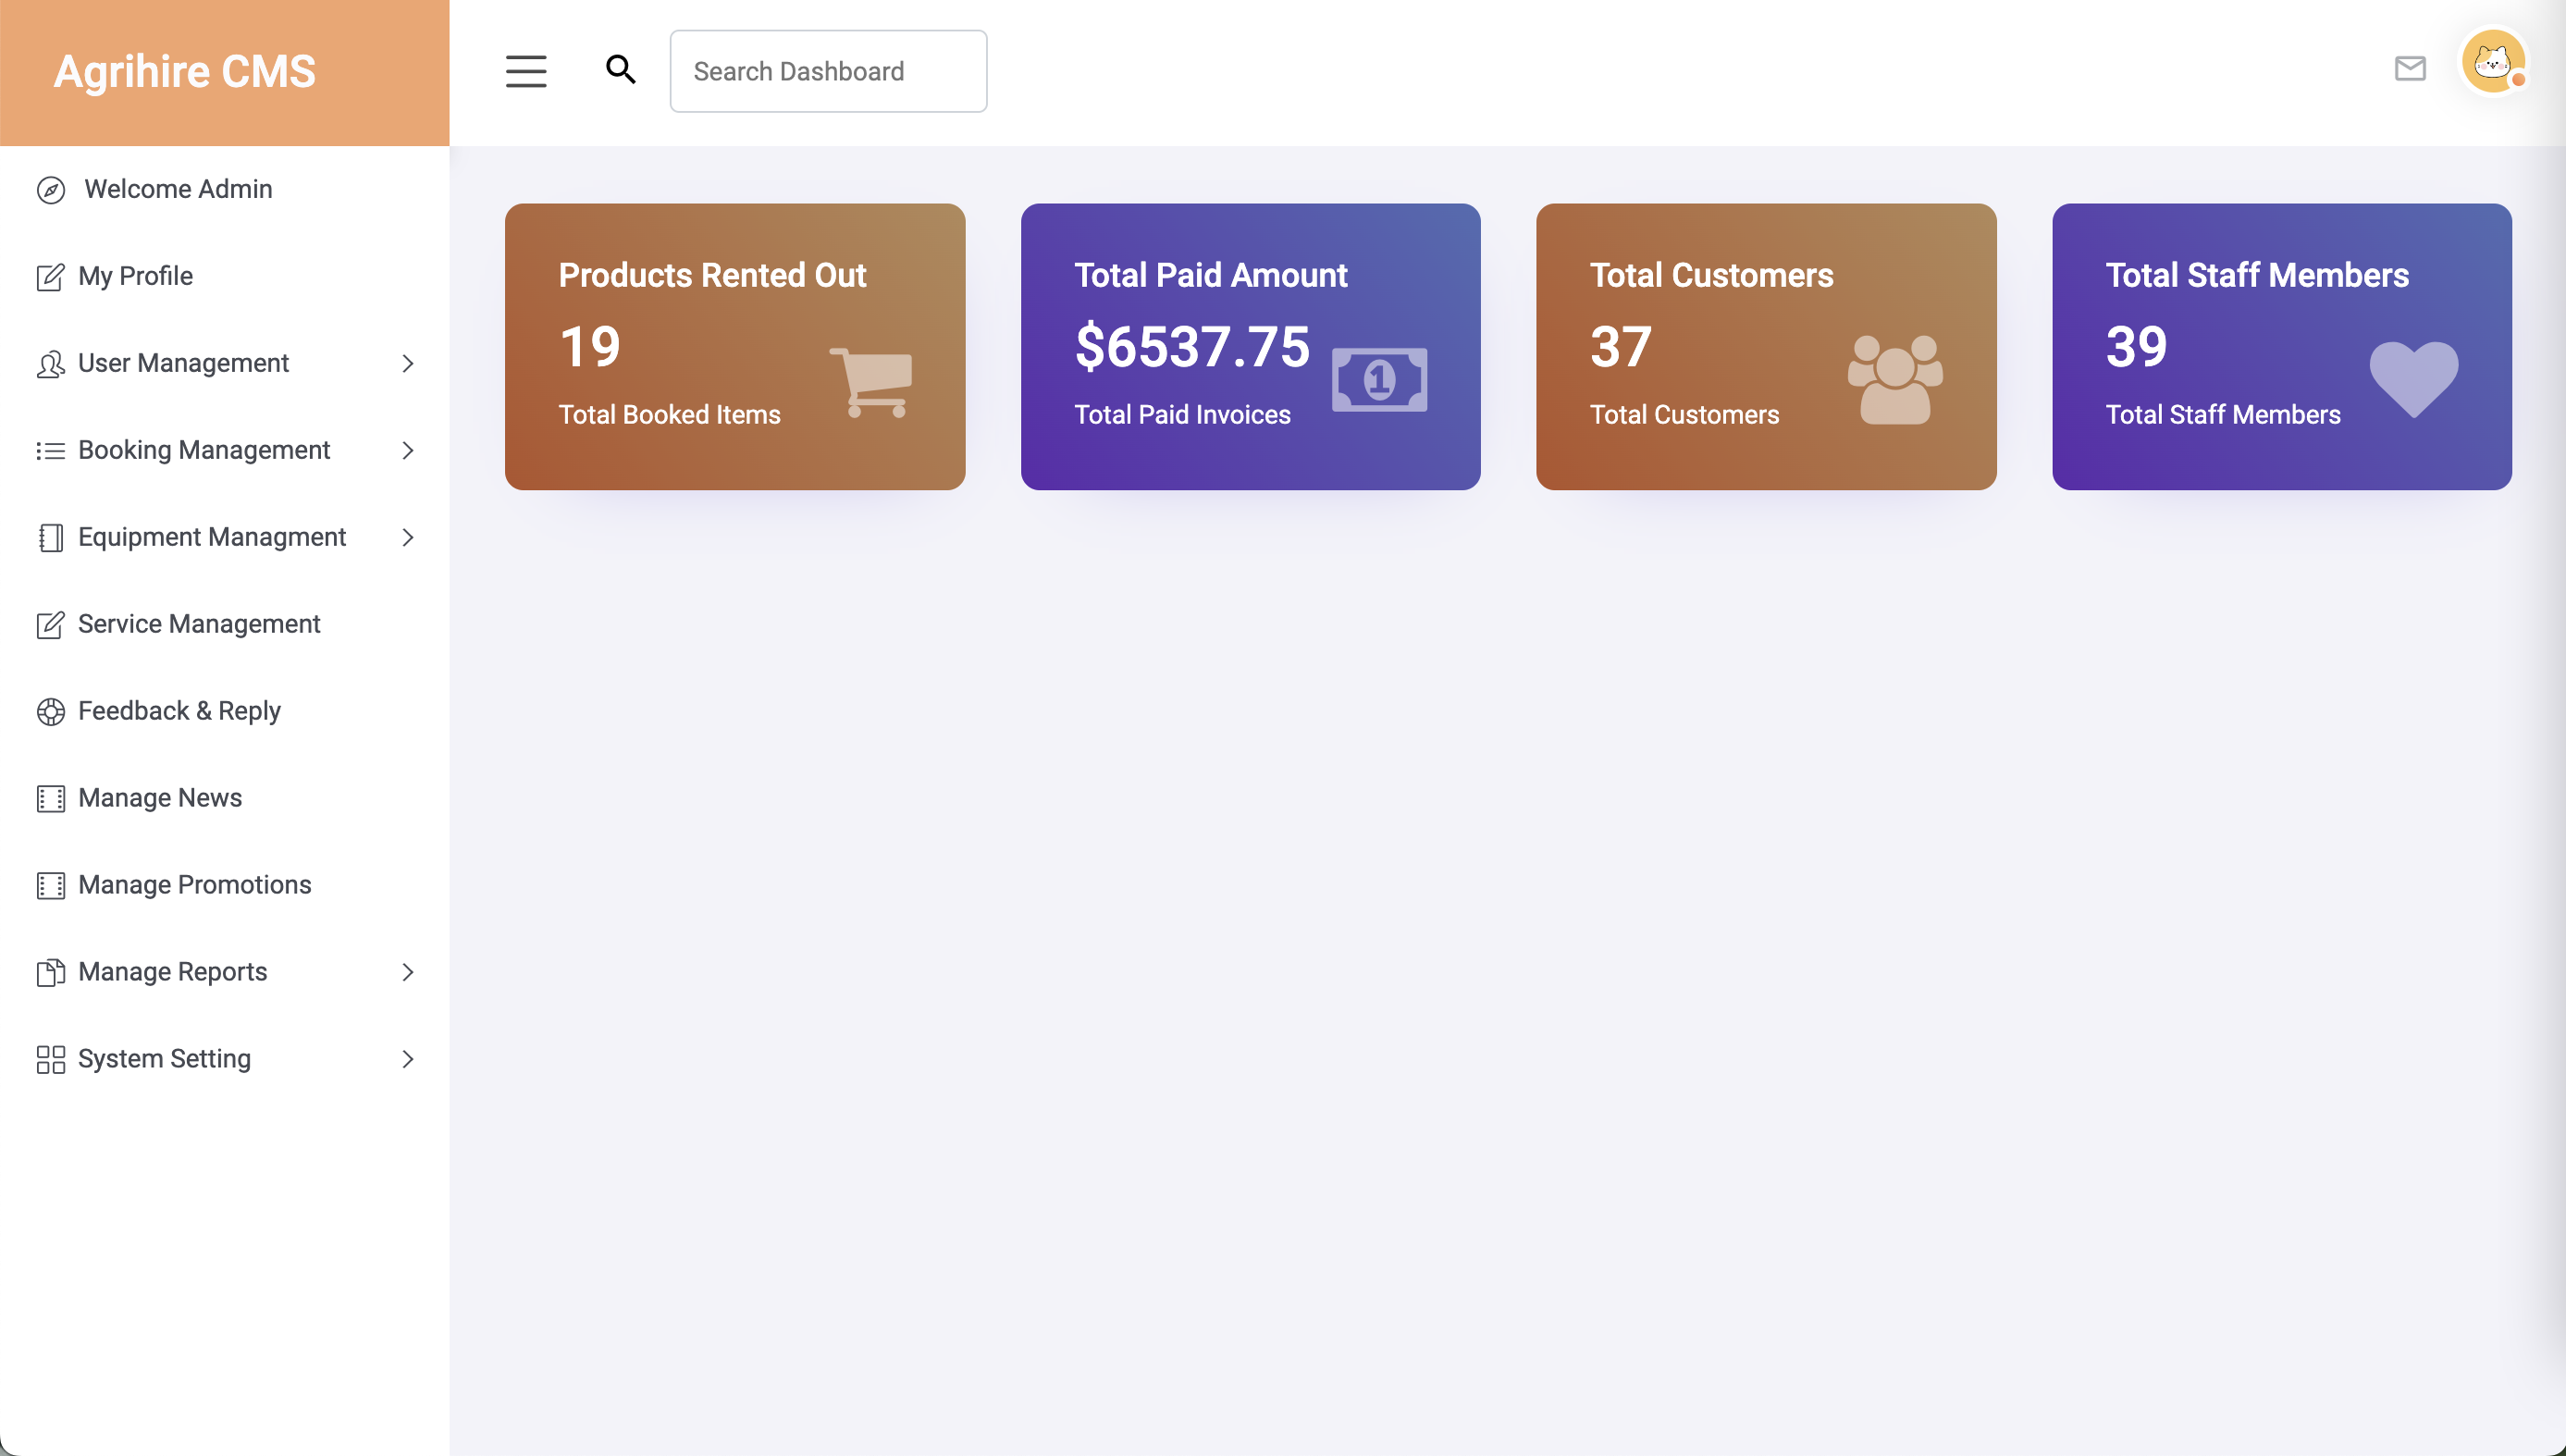 Agrihire CMS
Search Dashboard
Welcome Admin
My Profile
User Management
Booking Management
Equipment Managment
Service Management
Feedback & Reply
Manage News
Manage Promotions
Manage Reports
System Setting
Products Rented Out
19
Total Booked Items
Total Paid Amount
$6537.75
Total Paid Invoices
1
Total Customers
37
Total Customers
Total Staff Members
39
Total Staff Members